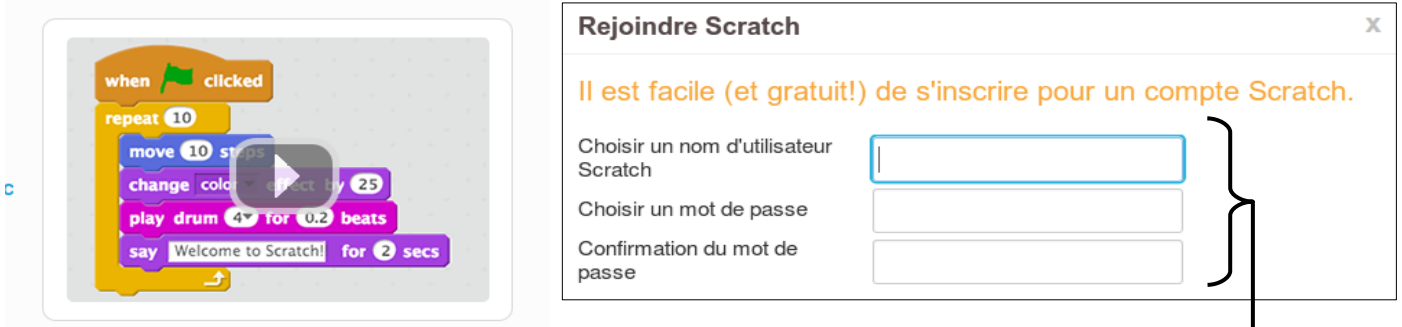 when clicked
repeat 10
move 10 steps
change color effect by 25
play drum 4 for 0.2 beats
say Welcome to Scratch! for 2 secs
c
Rejoindre Scratch
x
Il est facile (et gratuit!) de s'inscrire pour un compte Scratch.
Choisir un nom d'utilisateur
Scratch
Choisir un mot de passe
Confirmation du mot de
passe